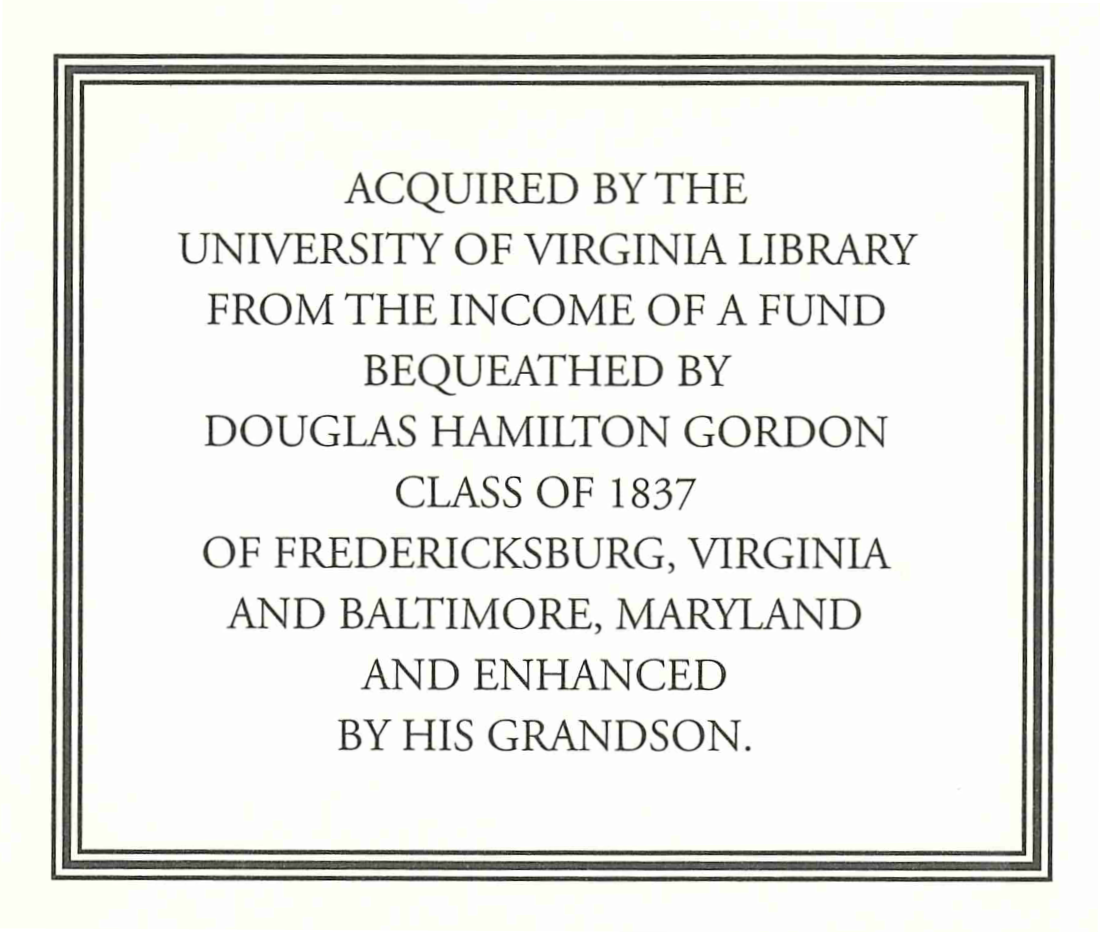 ACQUIRED BY THE
UNIVERSITY OF VIRGINIA LIBRARY
FROM THE INCOME OF A FUND
BEQUEATHED BY
DOUGLAS HAMILTON GORDON
CLASS OF 1837
OF FREDERICKSBURG, VIRGINIA
AND BALTIMORE, MARYLAND
AND ENHANCED
BY HIS GRANDSON.